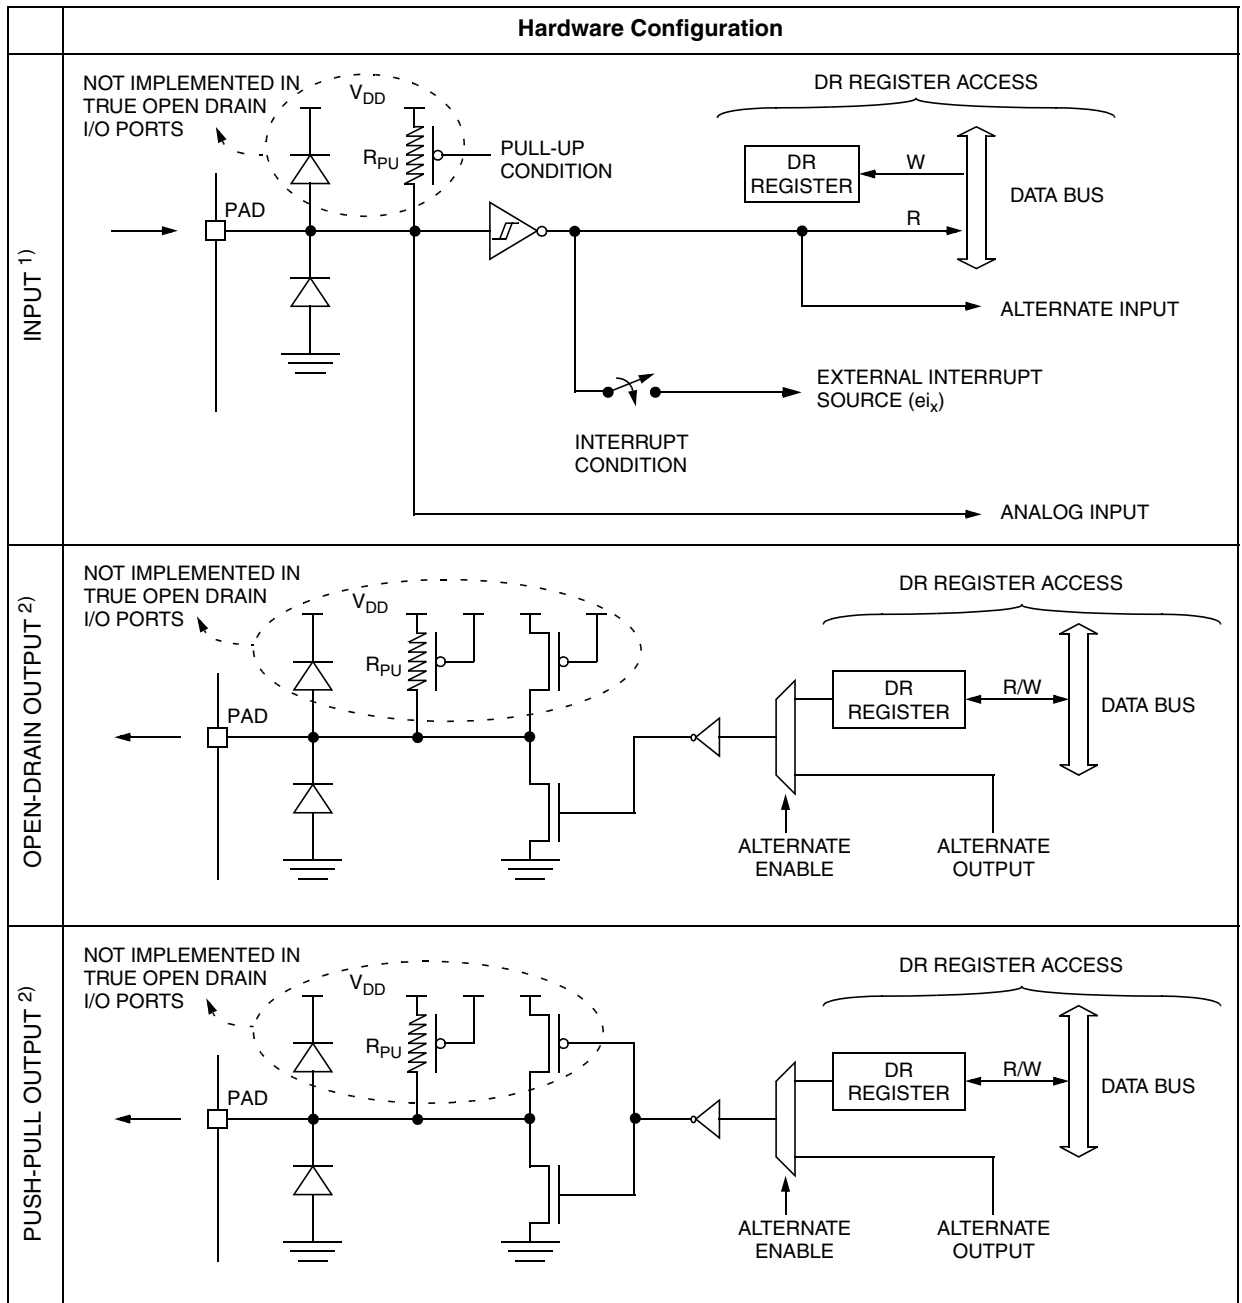 Hardware Configuration
INPUT 1)
NOT IMPLEMENTED IN
TRUE OPEN DRAIN
I/O PORTS
VDD
RPU
PULL-UP
CONDITION
PAD
DR REGISTER ACCESS
DR
REGISTER
W
R
DATA BUS
ALTERNATE INPUT
EXTERNAL INTERRUPT
SOURCE (eix)
INTERRUPT
CONDITION
ANALOG INPUT
OPEN-DRAIN OUTPUT 2)
NOT IMPLEMENTED IN
TRUE OPEN DRAIN
I/O PORTS
VDD
RPU
PAD
DR REGISTER ACCESS
DR
REGISTER
R/W
DATA BUS
ALTERNATE
ENABLE
ALTERNATE
OUTPUT
PUSH-PULL OUTPUT 2)
NOT IMPLEMENTED IN
TRUE OPEN DRAIN
I/O PORTS
VDD
RPU
PAD
DR REGISTER ACCESS
DR
REGISTER
R/W
DATA BUS
ALTERNATE
ENABLE
ALTERNATE
OUTPUT